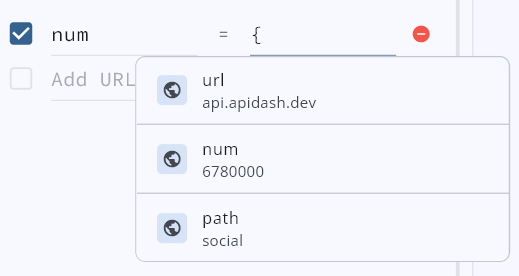 num = {
Add URL
url
api.apidash.dev
num
6780000
path
social